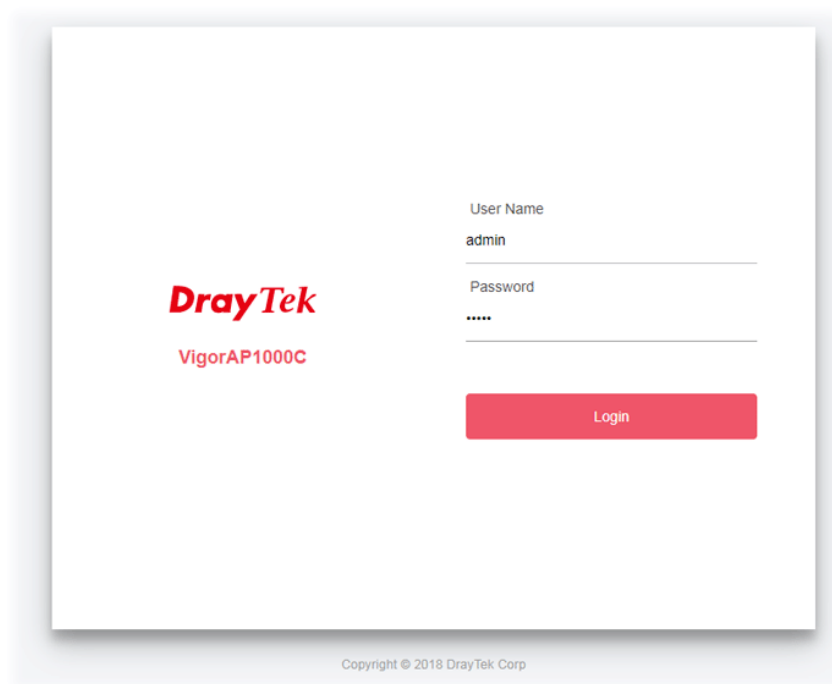 DrayTek
VigorAP1000C
User Name
admin
Password
•••••
Login
Copyright © 2018 DrayTek Corp